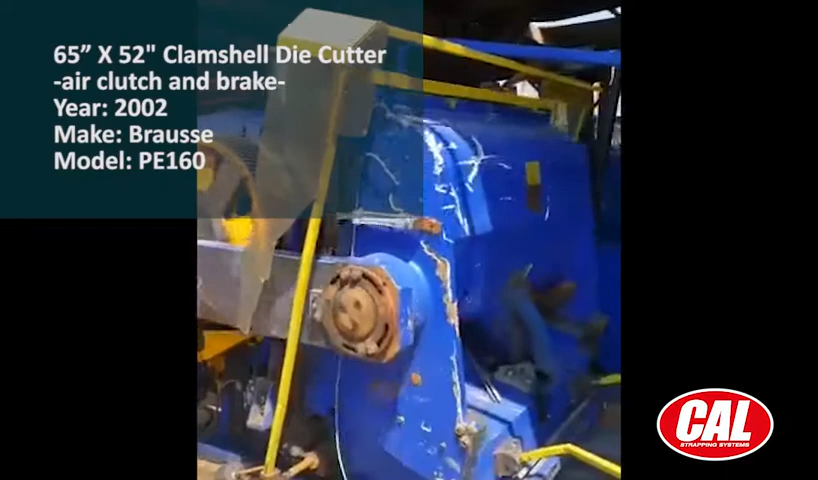 65” X 52" Clamshell Die Cutter
-air clutch and brake-
Year: 2002
Make: Brausse
Model: PE160
CAL
STRAPPING SYSTEMS